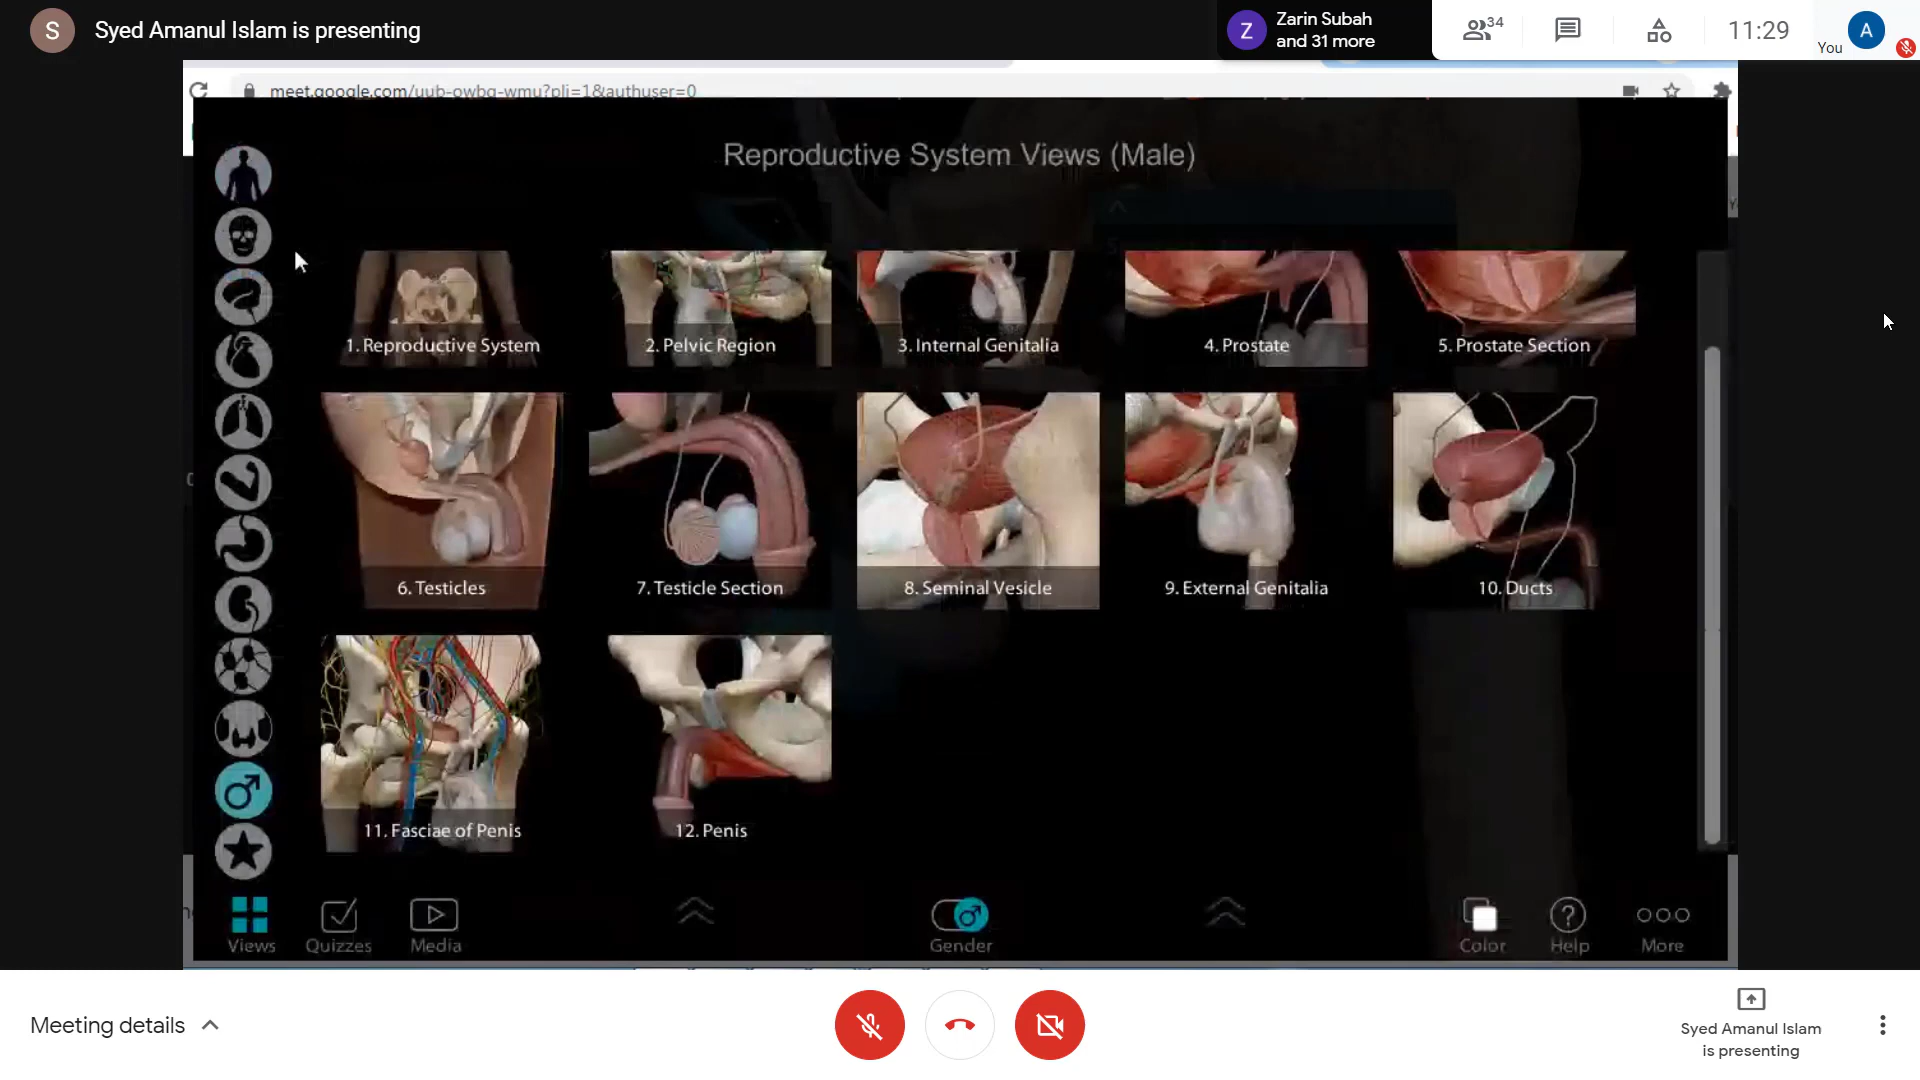 S
Syed Amanul Islam is presenting
Z
Zarin Subah
and 31 more
34
11:29
You
A
meet.google.com/uub-owbq-wmu?pli=1&authuser=0
Reproductive System Views (Male)
1. Reproductive System
2. Pelvic Region
3. Internal Genitalia
4. Prostate
5. Prostate Section
6. Testicles
7. Testicle Section
8. Seminal Vesicle
9. External Genitalia
10. Ducts
11. Fasciae of Penis
12. Penis
Views
Quizzes
Media
Gender
Color
Help
More
Meeting details
Syed Amanul Islam
is presenting